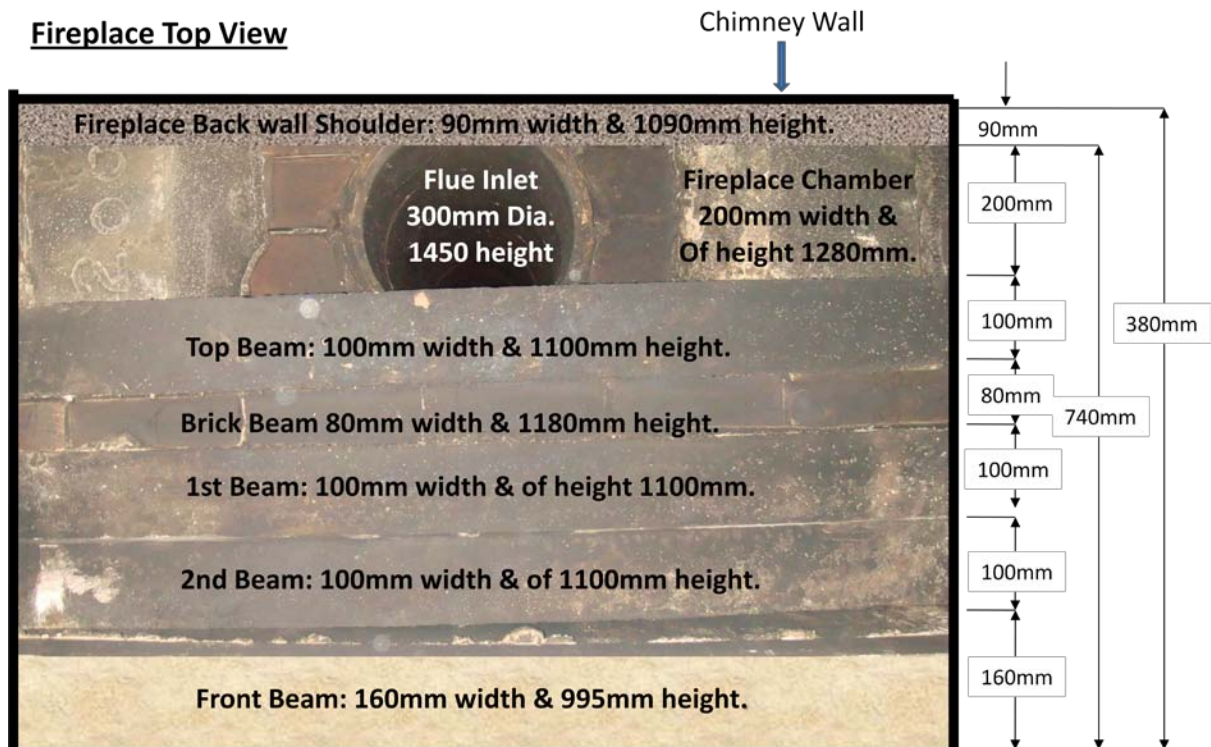 Fireplace Top View
Chimney Wall
Fireplace Back wall Shoulder: 90mm width & 1090mm height.
Flue Inlet
300mm Dia.
1450 height
Fireplace Chamber
200mm width &
Of height 1280mm.
Top Beam: 100mm width & 1100mm height.
Brick Beam 80mm width & 1180mm height.
1st Beam: 100mm width & of height 1100mm.
2nd Beam: 100mm width & of 1100mm height.
Front Beam: 160mm width & 995mm height.
90mm
200mm
100mm
380mm
80mm
740mm
100mm
100mm
160mm